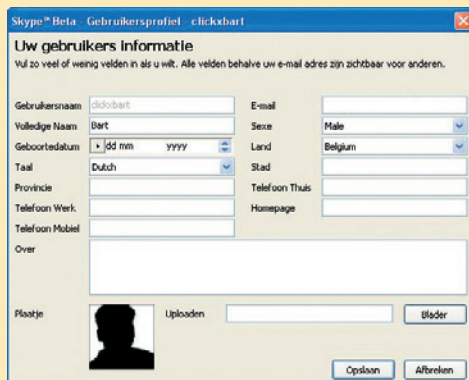 Skype™ Beta - Gebruikersprofiel - clickxbart
Uw gebruikers informatie
Vul zo veel of weinig velden in als u wilt. Alle velden behalve uw e-mail adres zijn zichtbaar voor anderen.
Gebruikersnaam clickxbart E-mail
Volledige Naam Bart Sexe Male
Geboortedatum dd mm yyyy Land Belgium
Taal Dutch Stad
Provincie Telefoon Thuis
Telefoon Werk Homepage
Telefoon Mobiel
Over
Plaatje Uploaden Blader
Opslaan Afbreken